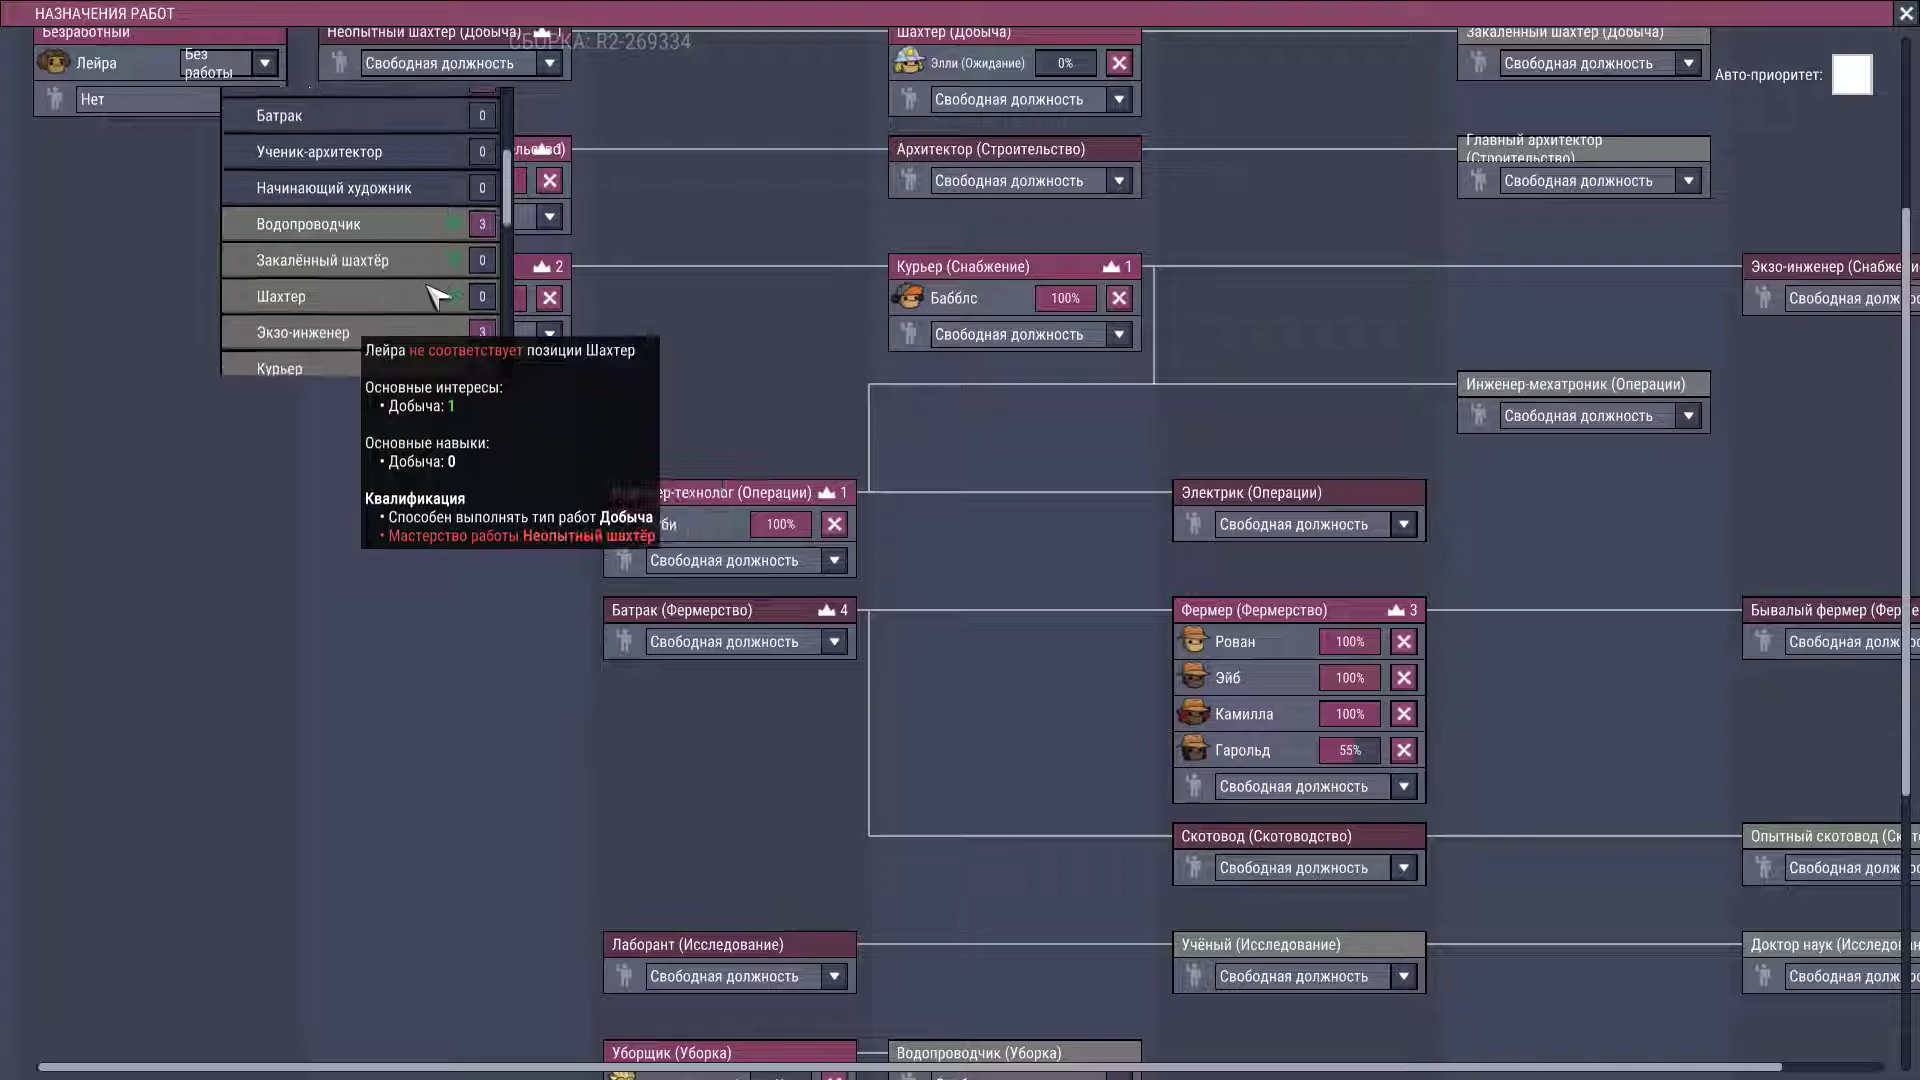 НАЗНАЧЕНИЯ РАБОТ
СБОРКА: R2-269334
Безработный
Лейра
Без работы
Нет
Неопытный шахтер (Добыча)
Свободная должность
Шахтер (Добыча)
Элли (Ожидание)
0%
Свободная должность
Закаленный шахтер (Добыча)
Свободная должность
Авто-приоритет:
Батрак
0
Ученик-архитектор
0
Начинающий художник
0
Водопроводчик
3
Закалённый шахтёр
0
Шахтер
0
Экзо-инженер
3
Курьер
Архитектор (Строительство)
Свободная должность
Главный архитектор (Строительство)
Свободная должность
2
Курьер (Снабжение)
1
Бабблс
100%
Свободная должность
Экзо-инженер (Снабжени
Свободная долж
Лейра не соответствует позиции Шахтер
Основные интересы:
• Добыча: 1
Основные навыки:
• Добыча: 0
Квалификация
• Способен выполнять тип работ Добыча
• Мастерство работы Неопытный шахтёр
Инженер-мехатроник (Операции)
Свободная должность
ер-технолог (Операции)
1
би
100%
Свободная должность
Электрик (Операции)
Свободная должность
Батрак (Фермерство)
4
Свободная должность
Фермер (Фермерство)
3
Рован
100%
Эйб
100%
Камилла
100%
Гарольд
55%
Свободная должность
Бывалый фермер (Ферме
Свободная долж
Скотовод (Скотоводство)
Свободная должность
Опытный скотовод (Ск
Свободная долж
Лаборант (Исследование)
Свободная должность
Учёный (Исследование)
Свободная должность
Доктор наук (Исследован
Свободная долж
Уборщик (Уборка)
Водопроводчик (Уборка)